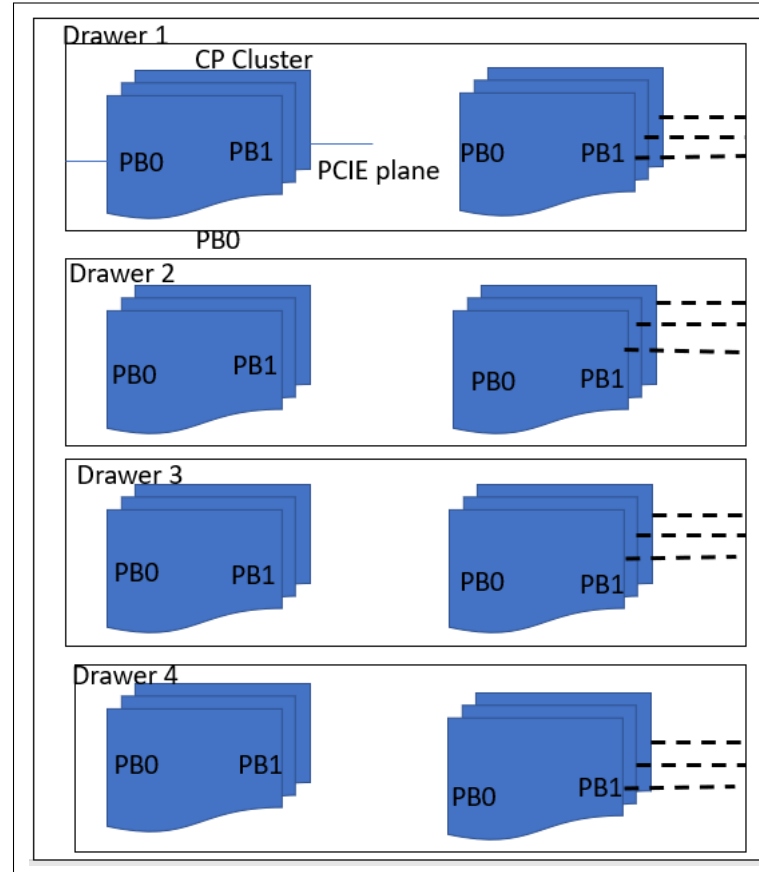 Drawer 1
CP Cluster
PB0 PB1 PB0 PB1
PCIE plane
PB0
Drawer 2
PB0 PB1 PB0 PB1
Drawer 3
PB0 PB1 PB0 PB1
Drawer 4
PB0 PB1 PB0 PB1